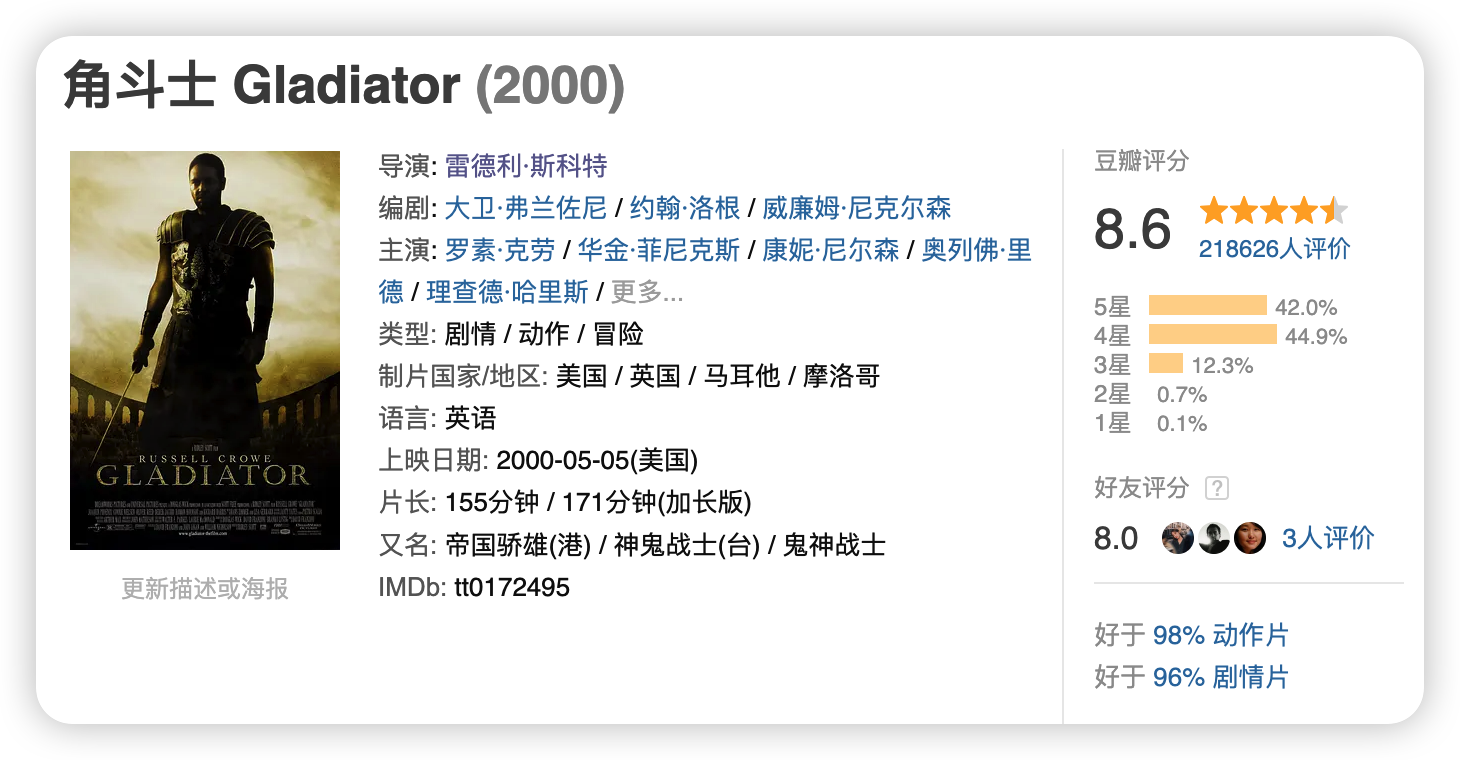 角斗士 Gladiator (2000)
RUSSELL CROWE
GLADIATOR
www.gladiator-thefilm.com
更新描述或海报
导演: 雷德利·斯科特
编剧: 大卫·弗兰佐尼 / 约翰·洛根 / 威廉姆·尼克尔森
主演: 罗素·克劳 / 华金·菲尼克斯 / 康妮·尼尔森 / 奥列佛·里
德 / 理查德·哈里斯 / 更多...
类型: 剧情 / 动作 / 冒险
制片国家/地区: 美国 / 英国 / 马耳他 / 摩洛哥
语言: 英语
上映日期: 2000-05-05(美国)
片长: 155分钟 / 171分钟(加长版)
又名: 帝国骄雄(港) / 神鬼战士(台) / 鬼神战士
IMDb: tt0172495
豆瓣评分
8.6
218626人评价
5星 42.0%
4星 44.9%
3星 12.3%
2星 0.7%
1星 0.1%
好友评分 ?
8.0 3人评价
好于 98% 动作片
好于 96% 剧情片